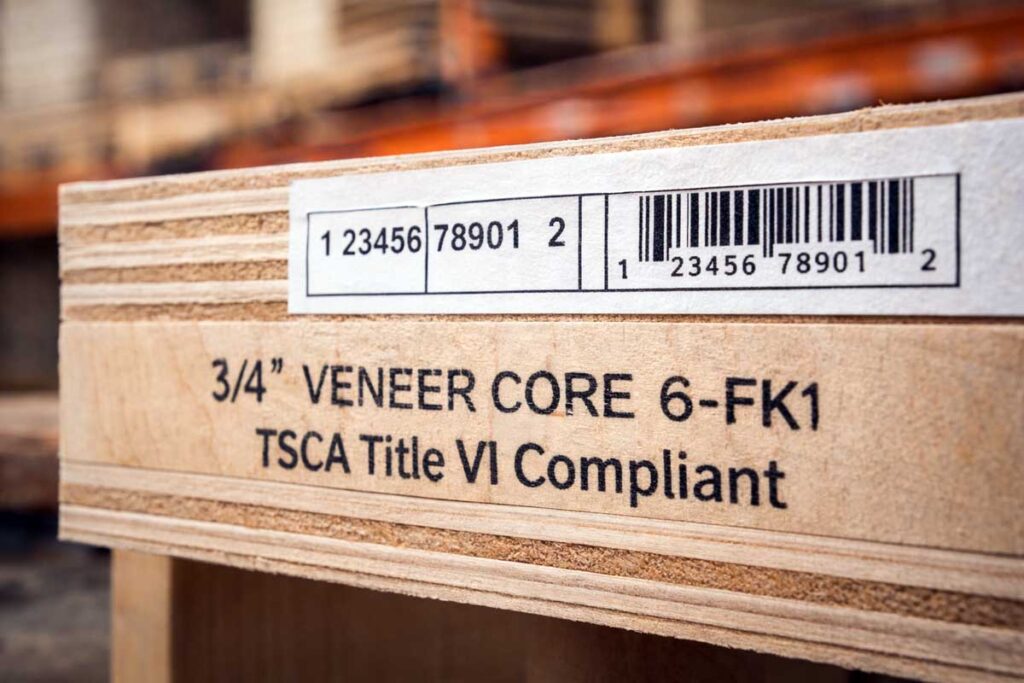 1 23456 78901 2
1 23456 78901 2
3/4” VENEER CORE 6-FK1
TSCA Title VI Compliant